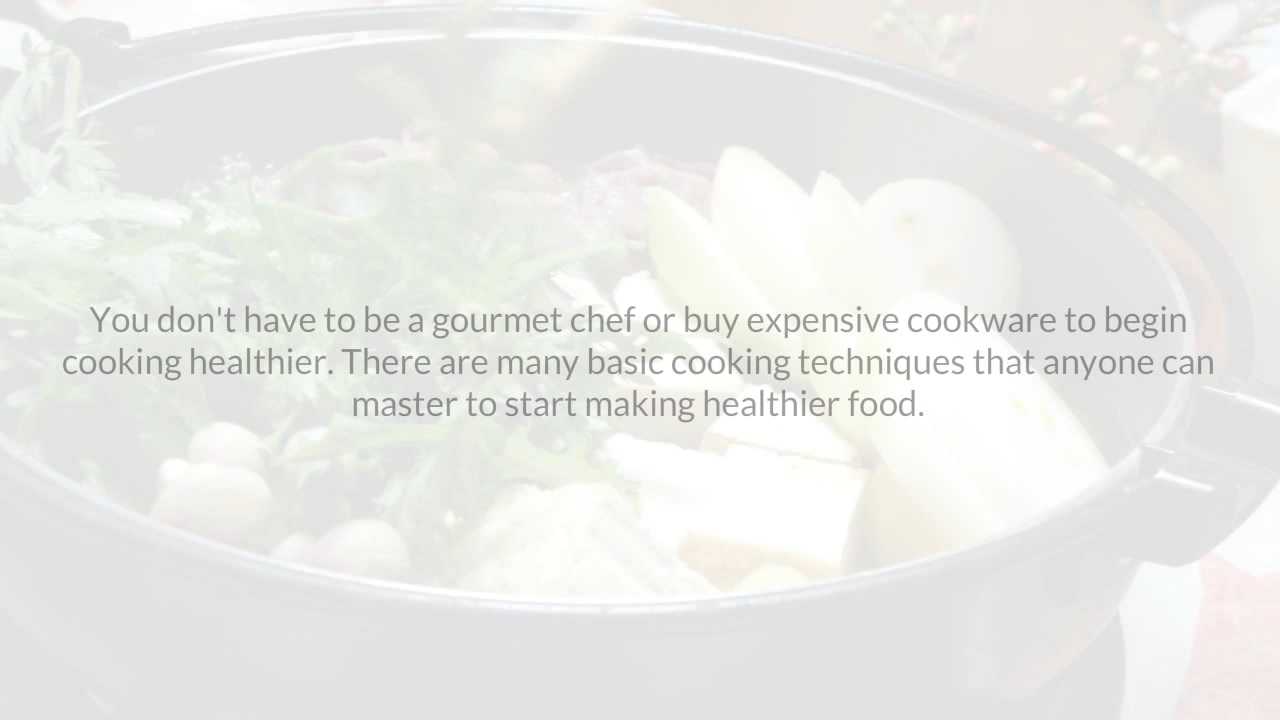 You don't have to be a gourmet chef or buy expensive cookware to begin
cooking healthier. There are many basic cooking techniques that anyone can
master to start making healthier food.